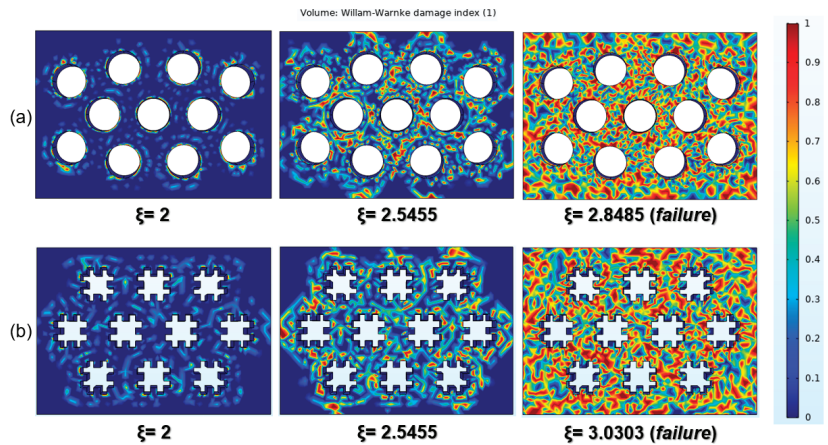 Volume: Willam-Warnke damage index (1)
(a)
ξ= 2
ξ= 2.5455
ξ= 2.8485 (failure)
(b)
ξ= 2
ξ= 2.5455
ξ= 3.0303 (failure)
1
0.9
0.8
0.7
0.6
0.5
0.4
0.3
0.2
0.1
0